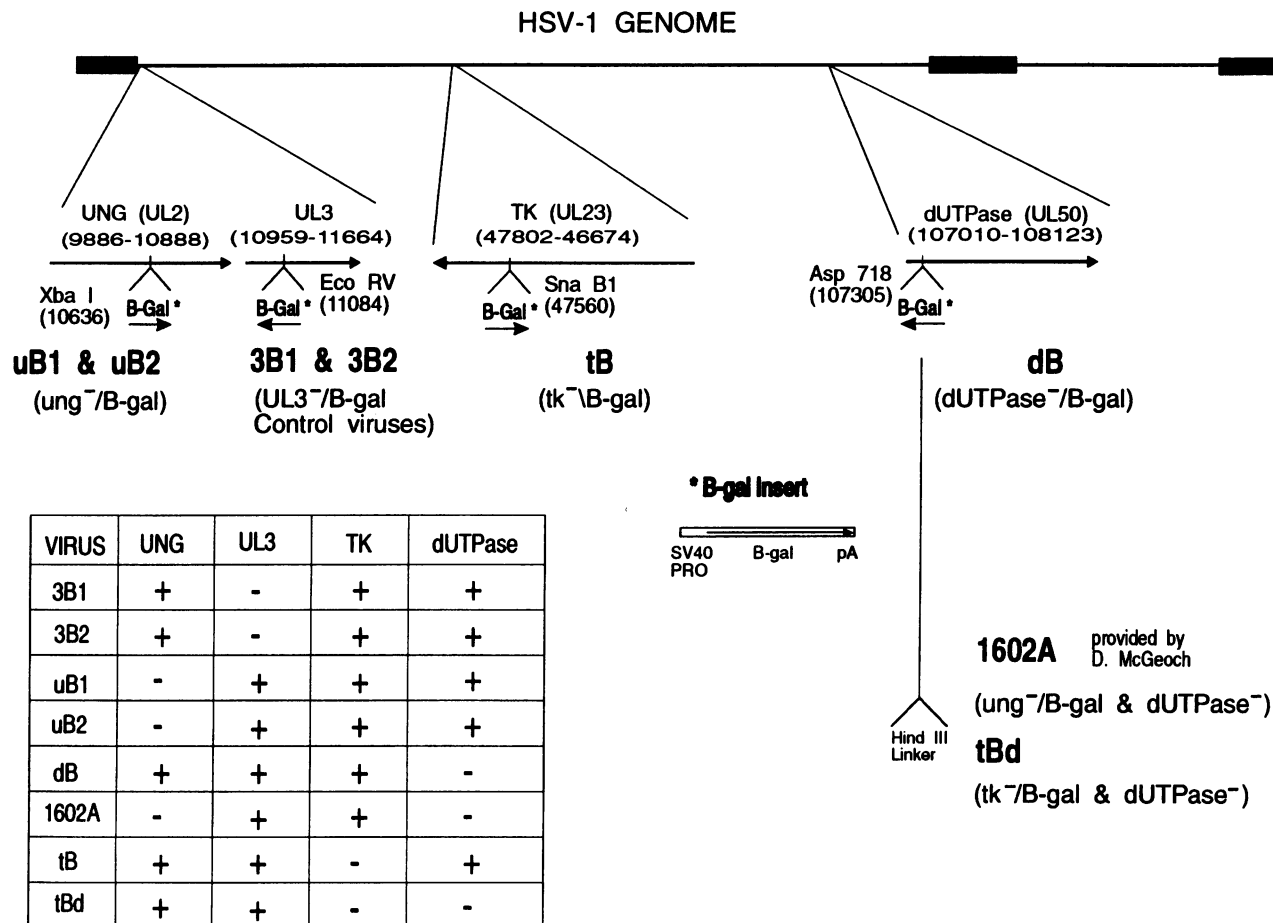 HSV-1 GENOME
UNG (UL2)
(9886-10888)
UL3
(10959-11664)
TK (UL23)
(47802-46674)
dUTPase (UL50)
(107010-108123)
Xba I
(10636)
B-Gal *
Eco RV
(11084)
B-Gal *
Sna B1
(47560)
B-Gal *
Asp 718
(107305)
B-Gal *
uB1 & uB2
(ung⁻/B-gal)
3B1 & 3B2
(UL3⁻/B-gal
Control viruses)
tB
(tk⁻\B-gal)
dB
(dUTPase⁻/B-gal)
* B-gal insert
SV40
PRO
B-gal
pA
1602A
provided by
D. McGeoch
(ung⁻/B-gal & dUTPase⁻)
Hind III
Linker
tBd
(tk⁻/B-gal & dUTPase⁻)
VIRUS UNG UL3 TK dUTPase
3B1 + - + +
3B2 + - + +
uB1 - + + +
uB2 - + + +
dB + + + -
1602A - + + -
tB + + - +
tBd + + - -